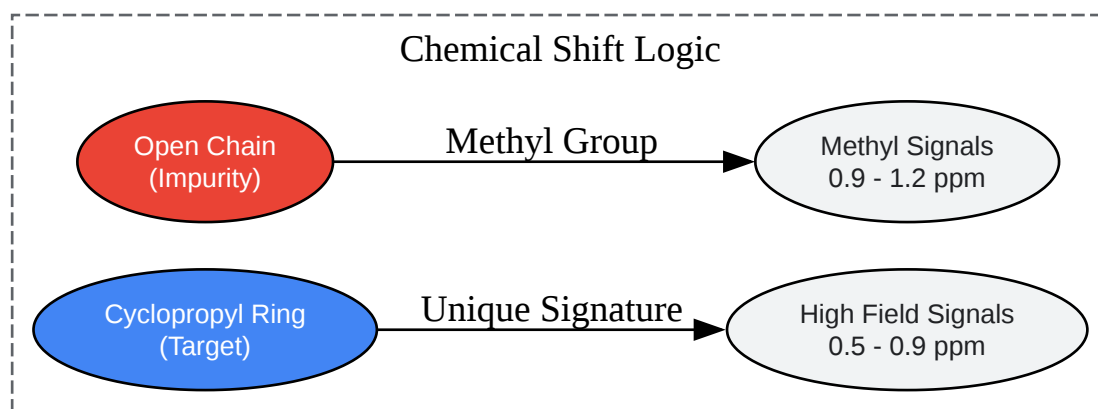 Chemical Shift Logic
Open Chain
(Impurity)
Methyl Group
Methyl Signals
0.9 - 1.2 ppm
Cyclopropyl Ring
(Target)
Unique Signature
High Field Signals
0.5 - 0.9 ppm